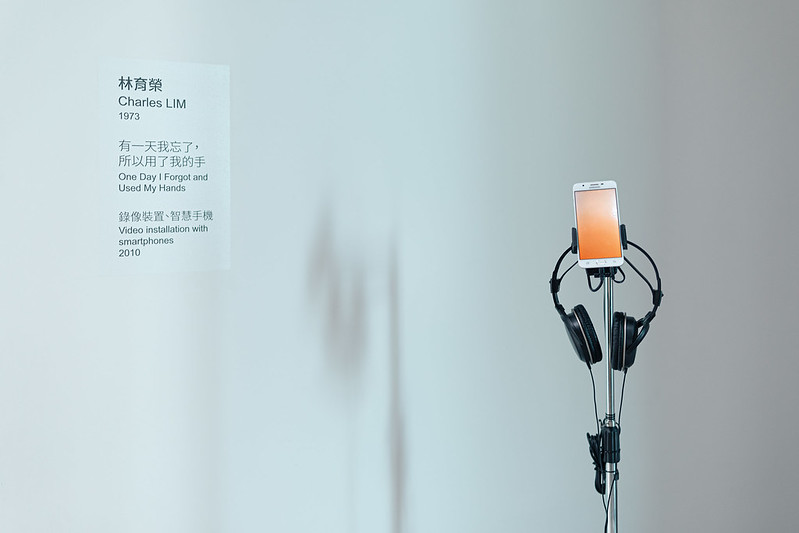 林育榮
Charles LIM
1973
有一天我忘了，
所以用了我的手
One Day I Forgot and
Used My Hands
錄像裝置、智慧手機
Video installation with
smartphones
2010